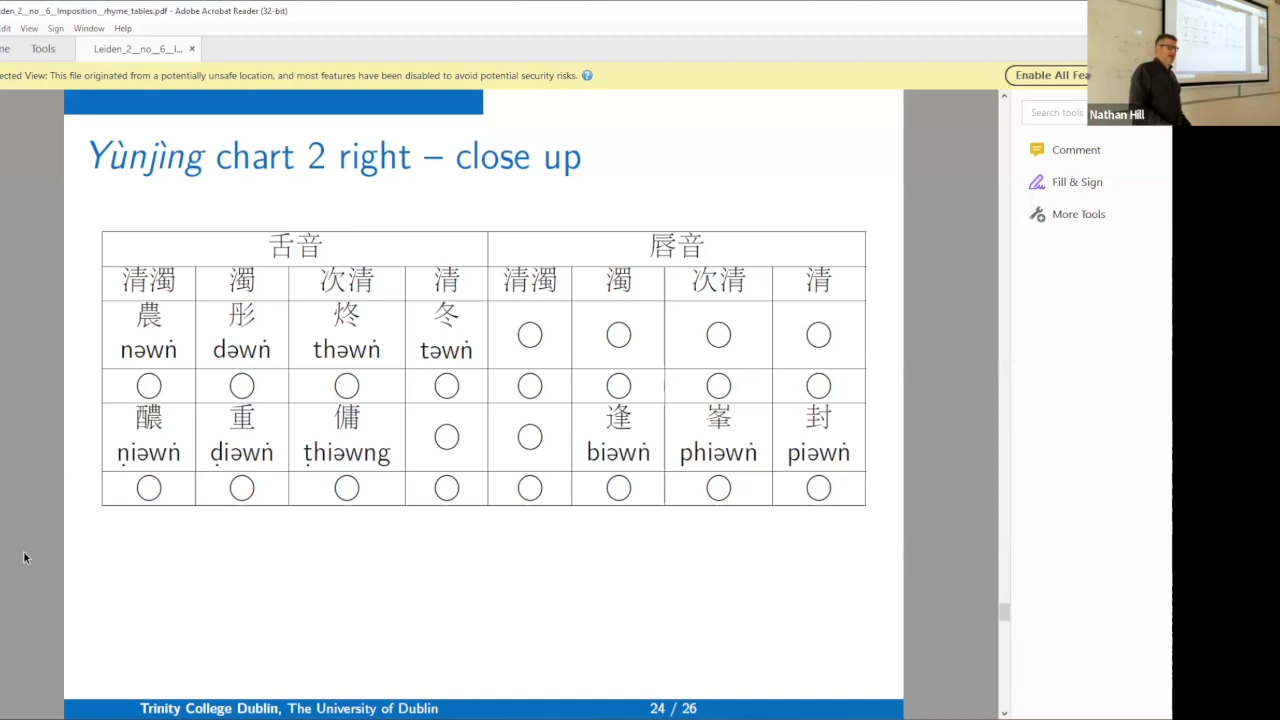 eiden_2__no__6__Imposition__rhyme_tables.pdf - Adobe Acrobat Reader (32-bit)
Edit View Sign Window Help
me Tools Leiden_2__no__6__I... ×
ected View: This file originated from a potentially unsafe location, and most features have been disabled to avoid potential security risks. ? Enable All Fea
Search tools
Nathan Hill
Comment
Fill & Sign
More Tools
Yùnjìng chart 2 right – close up
舌音 唇音
清濁 濁 次清 清 清濁 濁 次清 清
農 彤 炵 冬 ○ ○ ○ ○
nəwṅ dəwṅ thəwṅ təwṅ
○ ○ ○ ○ ○ ○ ○ ○
醲 重 傭 ○ ○ 逢 峯 封
ṇiəwṅ ḍiəwṅ ṭhiəwng biəwṅ phiəwṅ piəwṅ
○ ○ ○ ○ ○ ○ ○ ○
Trinity College Dublin, The University of Dublin 24 / 26